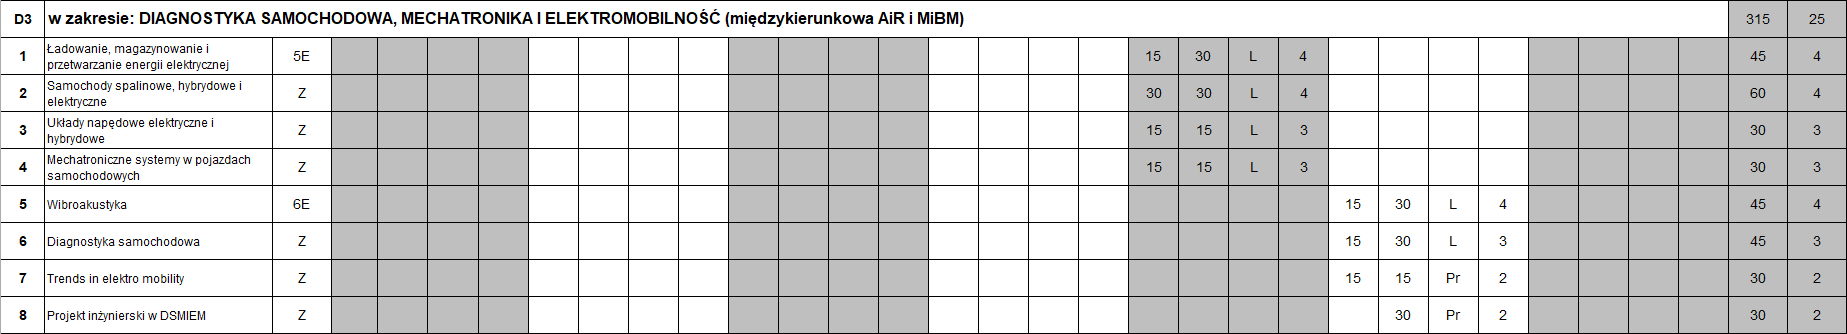 D3 w zakresie: DIAGNOSTYKA SAMOCHODOWA, MECHATRONIKA I ELEKTROMOBILNOŚĆ (międzykierunkowa AiR i MiBM) 315 25
1 Ładowanie, magazynowanie i
przetwarzanie energii elektrycznej 5E 15 30 L 4 45 4
2 Samochody spalinowe, hybrydowe i
elektryczne Z 30 30 L 4 60 4
3 Układy napędowe elektryczne i
hybrydowe Z 15 15 L 3 30 3
4 Mechatroniczne systemy w pojazdach
samochodowych Z 15 15 L 3 30 3
5 Wibroakustyka 6E 15 30 L 4 45 4
6 Diagnostyka samochodowa Z 15 30 L 3 45 3
7 Trends in elektro mobility Z 15 15 Pr 2 30 2
8 Projekt inżynierski w DSMIEM Z 30 Pr 2 30 2